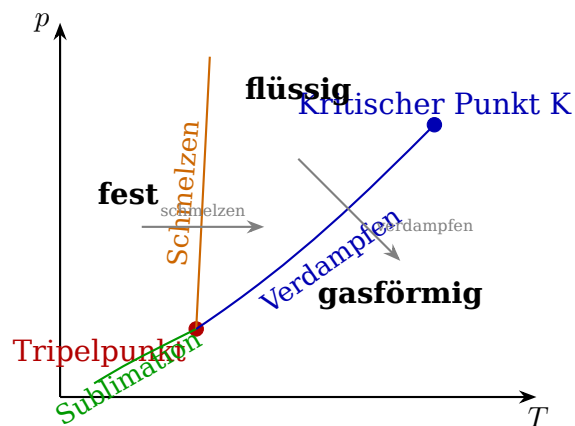 p
flüssig
Kritischer Punkt K
Schmelzen
fest
schmelzen
verdampfen
Verdampfen
gasförmig
Tripelpunkt
Sublimation
T